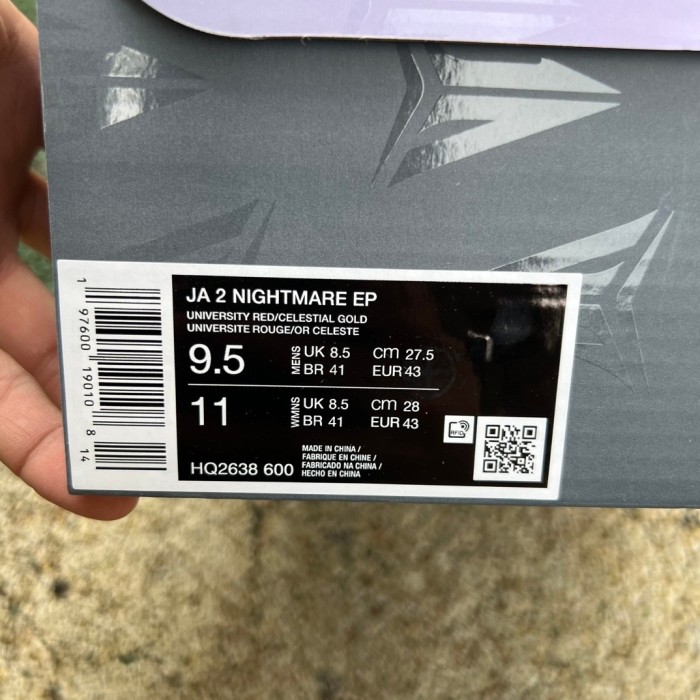 JA 2 NIGHTMARE EP
UNIVERSITY RED/CELESTIAL GOLD
UNIVERSITE ROUGE/OR CELESTE
9.5 MENS UK 8.5 cm 27.5
BR 41 EUR 43
11 WMNS UK 8.5 cm 28
BR 41 EUR 43
HQ2638 600
MADE IN CHINA /
FABRIQUE EN CHINE /
FABRICADO NA CHINA /
HECHO EN CHINA
RFID
1 97600 19010 8 14